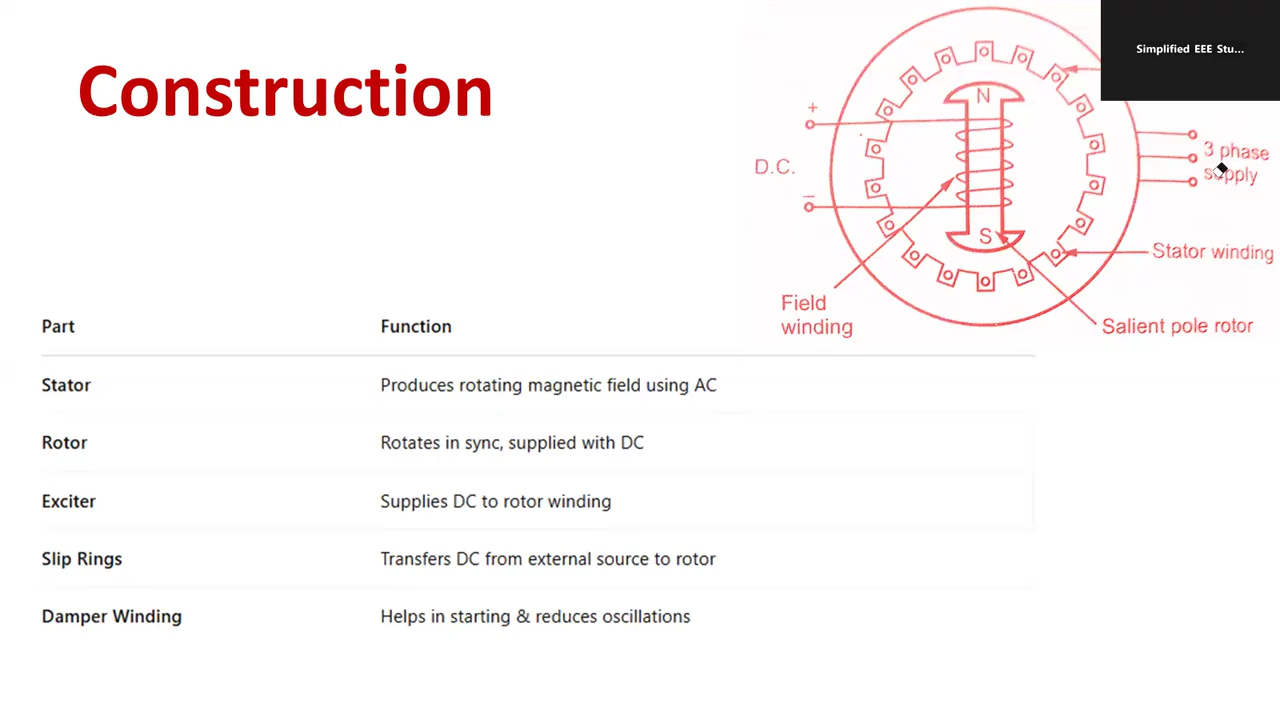 Construction
Simplified EEE Stu...
N
+
3 phase
supply
D.C.
–
S
Stator winding
Field
winding
Salient pole rotor
Part Function
Stator Produces rotating magnetic field using AC
Rotor Rotates in sync, supplied with DC
Exciter Supplies DC to rotor winding
Slip Rings Transfers DC from external source to rotor
Damper Winding Helps in starting & reduces oscillations